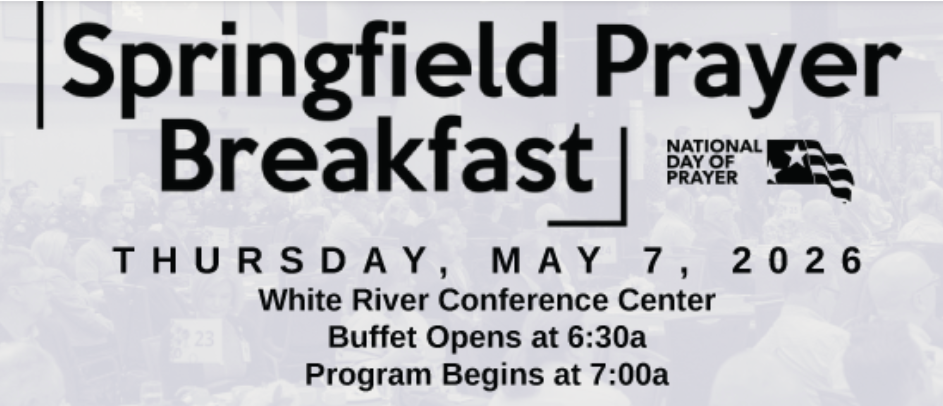 Springfield Prayer
Breakfast
NATIONAL
DAY OF
PRAYER
THURSDAY, MAY 7, 2026
White River Conference Center
Buffet Opens at 6:30a
Program Begins at 7:00a
23